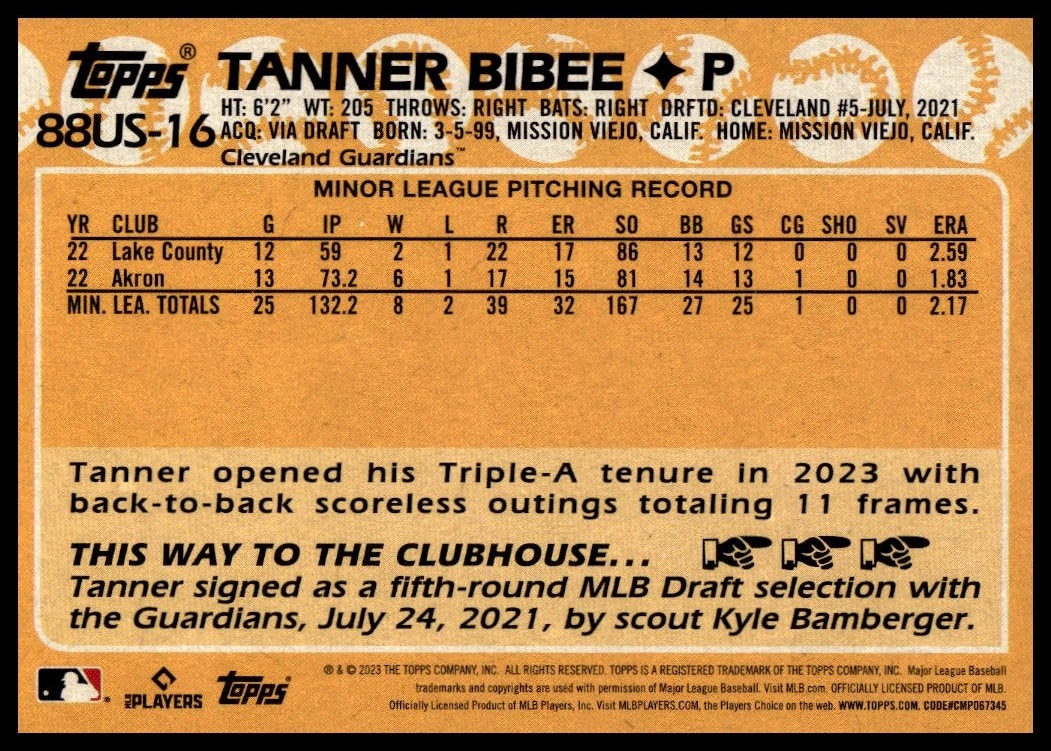 Topps®
TANNER BIBEE ✦ P
88US-16
HT: 6'2" WT: 205 THROWS: RIGHT BATS: RIGHT DRFTD: CLEVELAND #5-JULY, 2021
ACQ: VIA DRAFT BORN: 3-5-99, MISSION VIEJO, CALIF. HOME: MISSION VIEJO, CALIF.
Cleveland Guardians™
MINOR LEAGUE PITCHING RECORD
YR CLUB G IP W L R ER SO BB GS CG SHO SV ERA
22 Lake County 12 59 2 1 22 17 86 13 12 0 0 0 2.59
22 Akron 13 73.2 6 1 17 15 81 14 13 1 0 0 1.83
MIN. LEA. TOTALS 25 132.2 8 2 39 32 167 27 25 1 0 0 2.17
Tanner opened his Triple-A tenure in 2023 with
back-to-back scoreless outings totaling 11 frames.
THIS WAY TO THE CLUBHOUSE...
Tanner signed as a fifth-round MLB Draft selection with
the Guardians, July 24, 2021, by scout Kyle Bamberger.
MLB PLAYERS
Topps®
® & © 2023 THE TOPPS COMPANY, INC. ALL RIGHTS RESERVED. TOPPS IS A REGISTERED TRADEMARK OF THE TOPPS COMPANY, INC. Major League Baseball
trademarks and copyrights are used with permission of Major League Baseball. Visit MLB.com. OFFICIALLY LICENSED PRODUCT OF MLB.
Officially Licensed Product of MLB Players, Inc. Visit MLBPLAYERS.COM, the Players Choice on the web. WWW.TOPPS.COM. CODE#CMP067345